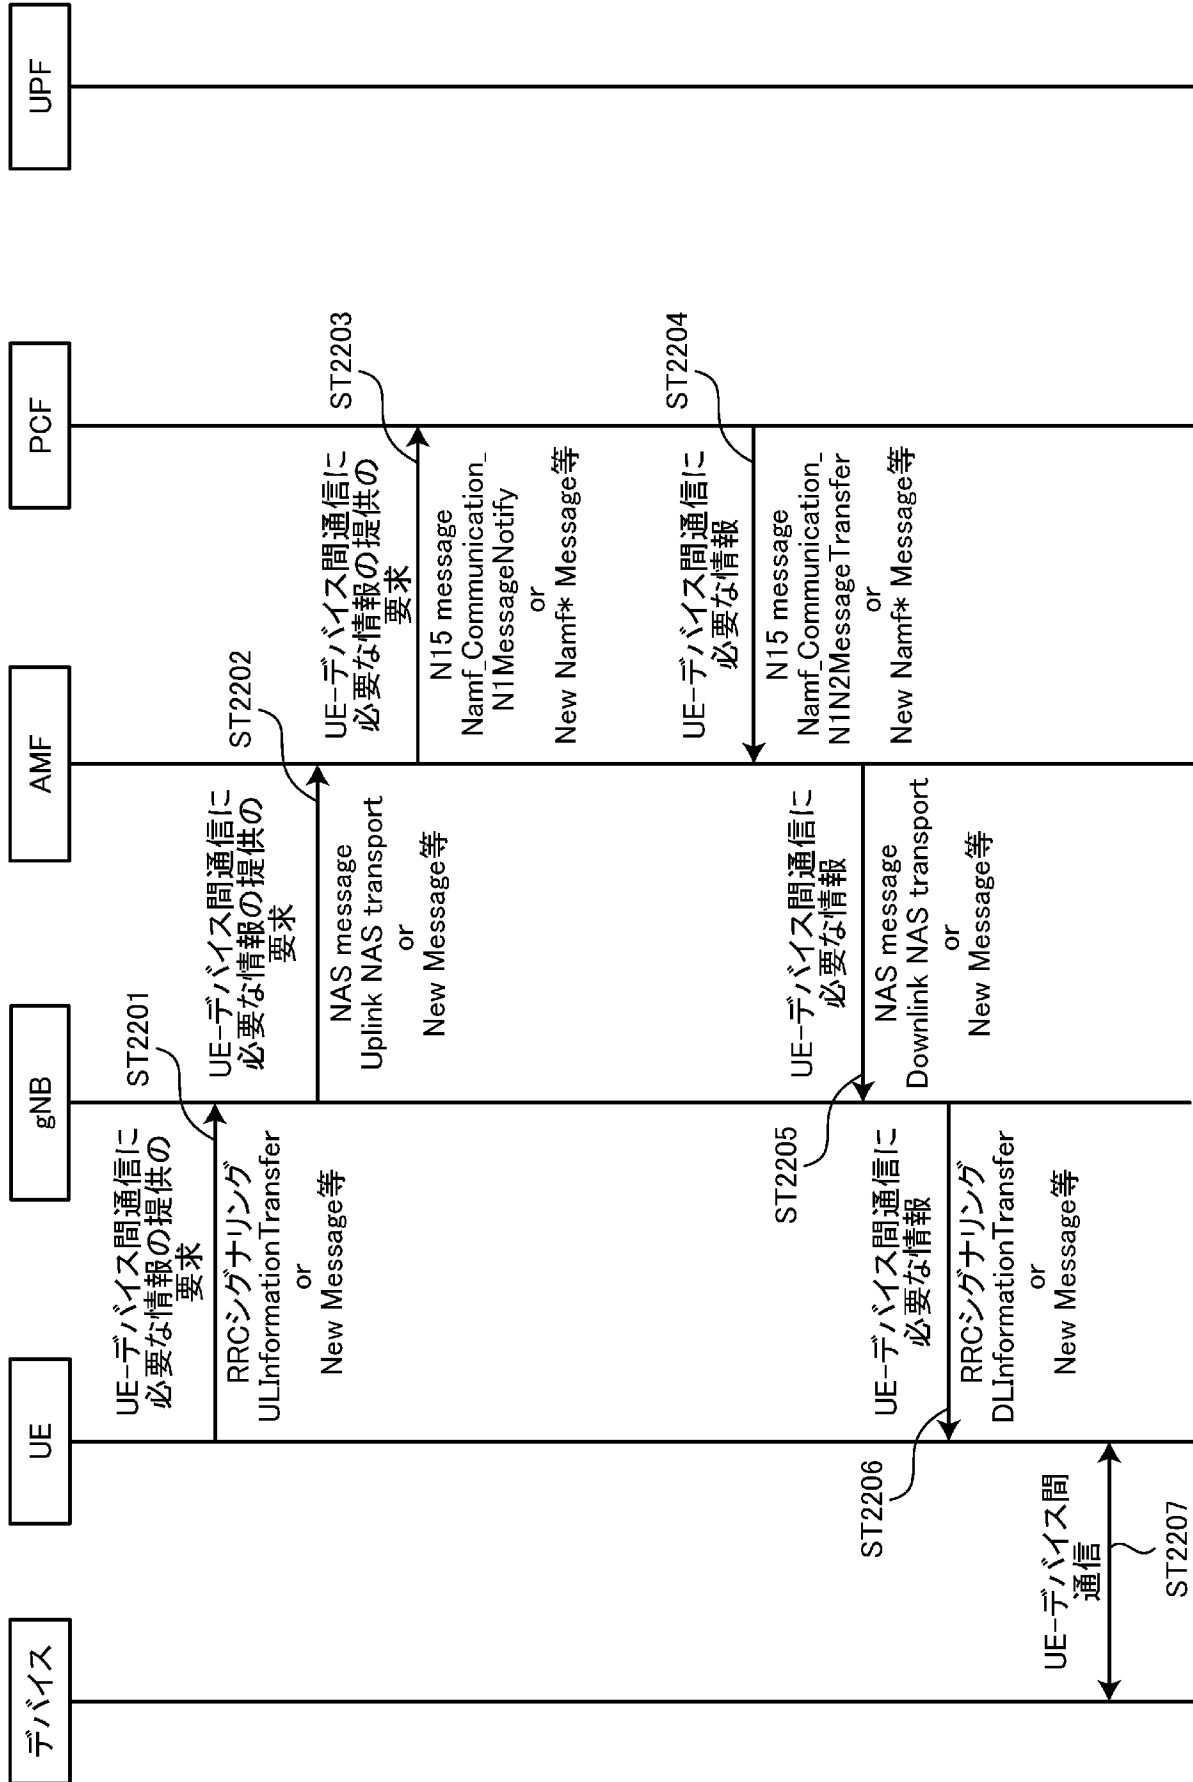 デバイス
UE
gNB
AMF
PCF
UPF
UE-デバイス間通信に
必要な情報の提供の
要求
ST2201
RRCシグナリング
ULInformationTransfer
or
New Message等
UE-デバイス間通信に
必要な情報の提供の
要求
ST2202
NAS message
Uplink NAS transport
or
New Message等
UE-デバイス間通信に
必要な情報の提供の
要求
ST2203
N15 message
Namf_Communication_
N1MessageNotify
or
New Namf* Message等
UE-デバイス間通信に
必要な情報
ST2204
N15 message
Namf_Communication_
N1N2MessageTransfer
or
New Namf* Message等
UE-デバイス間通信に
必要な情報
ST2205
NAS message
Downlink NAS transport
or
New Message等
UE-デバイス間通信に
必要な情報
ST2206
RRCシグナリング
DLInformationTransfer
or
New Message等
UE-デバイス間
通信
ST2207